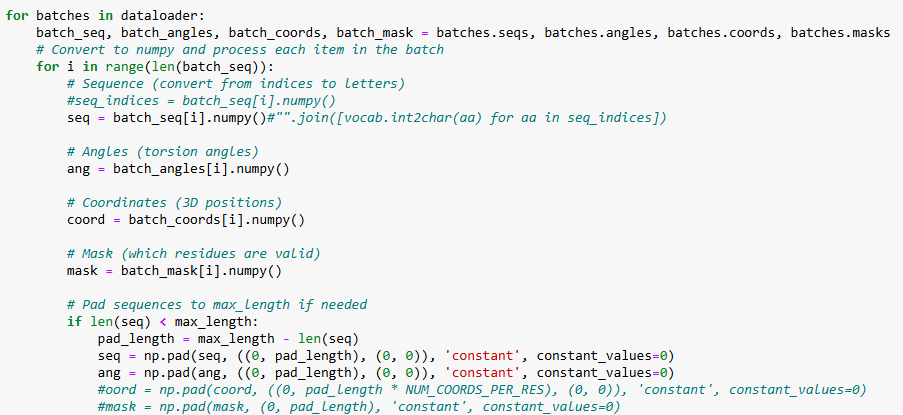 for batches in dataloader:
    batch_seq, batch_angles, batch_coords, batch_mask = batches.seqs, batches.angles, batches.coords, batches.masks
    # Convert to numpy and process each item in the batch
    for i in range(len(batch_seq)):
        # Sequence (convert from indices to letters)
        #seq_indices = batch_seq[i].numpy()
        seq = batch_seq[i].numpy()#"".join([vocab.int2char(aa) for aa in seq_indices])

        # Angles (torsion angles)
        ang = batch_angles[i].numpy()

        # Coordinates (3D positions)
        coord = batch_coords[i].numpy()

        # Mask (which residues are valid)
        mask = batch_mask[i].numpy()

        # Pad sequences to max_length if needed
        if len(seq) < max_length:
            pad_length = max_length - len(seq)
            seq = np.pad(seq, ((0, pad_length), (0, 0)), 'constant', constant_values=0)
            ang = np.pad(ang, ((0, pad_length), (0, 0)), 'constant', constant_values=0)
            #oord = np.pad(coord, ((0, pad_length * NUM_COORDS_PER_RES), (0, 0)), 'constant', constant_values=0)
            #mask = np.pad(mask, (0, pad_length), 'constant', constant_values=0)